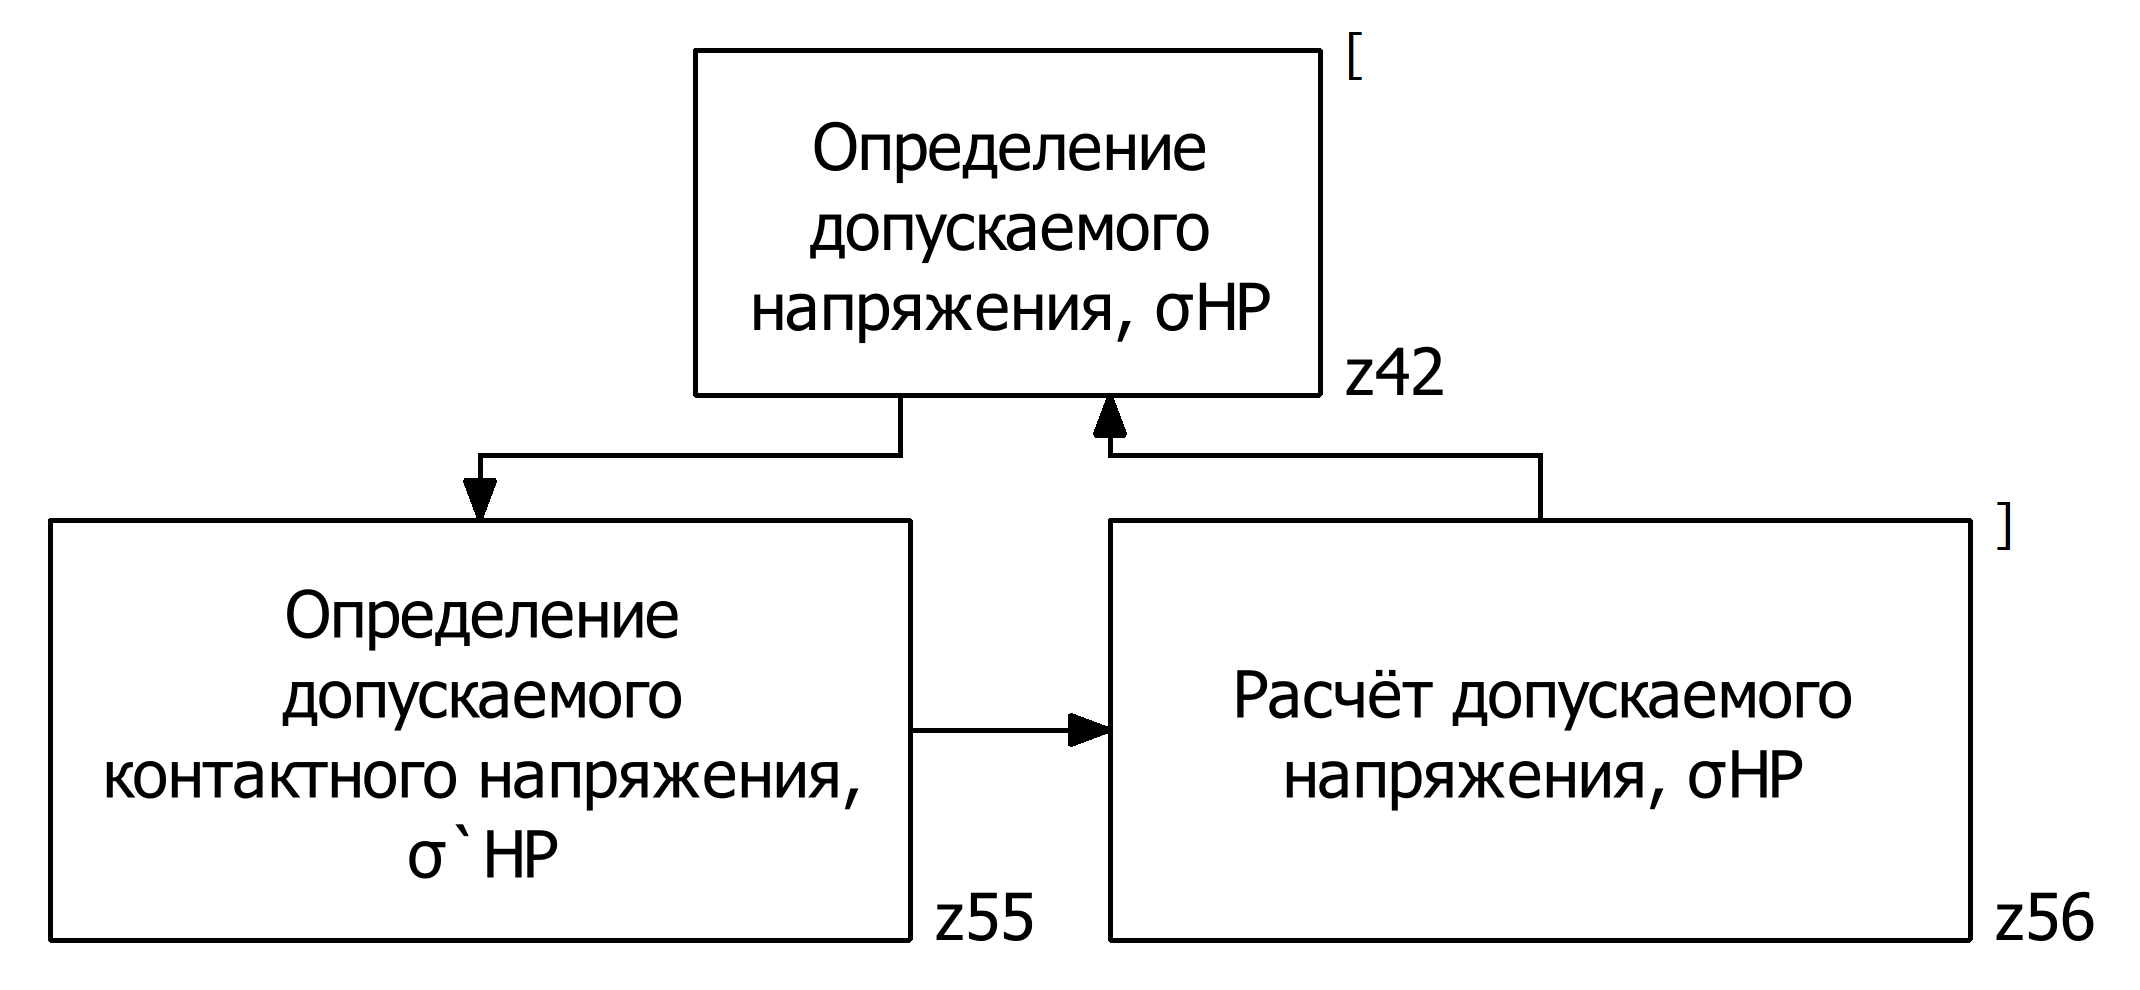 [
Определение
допускаемого
напряжения, σHP
z42
]
Определение
допускаемого
контактного напряжения,
σ`HP
z55
Расчёт допускаемого
напряжения, σHP
z56